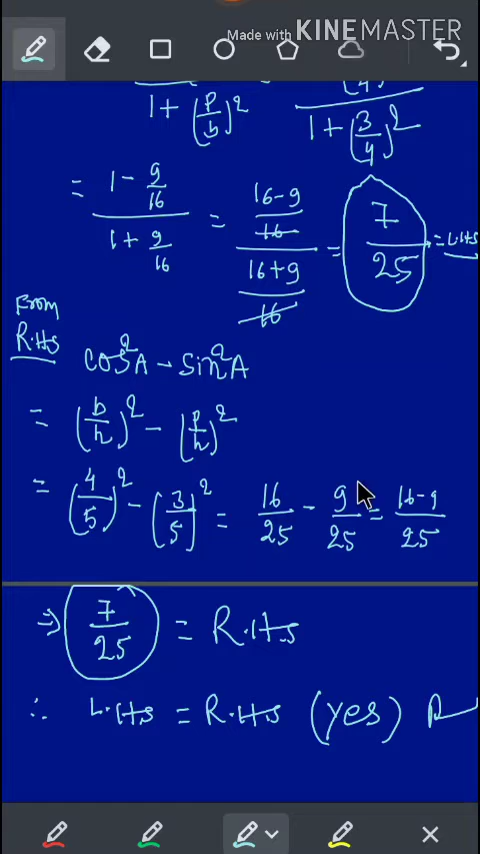 Made with KINEMASTER
1 + (P/b)² 1 + (3/4)²
= (1 - 9/16)/(1 + 9/16) = ((16-9)/16)/((16+9)/16) = 7/25 = L.H.S
From
R.H.S
cos²A - sin²A
= (b/h)² - (P/h)²
= (4/5)² - (3/5)² = 16/25 - 9/25 = (16-9)/25
⇒ 7/25 = R.H.S
∴ L.H.S = R.H.S (yes)